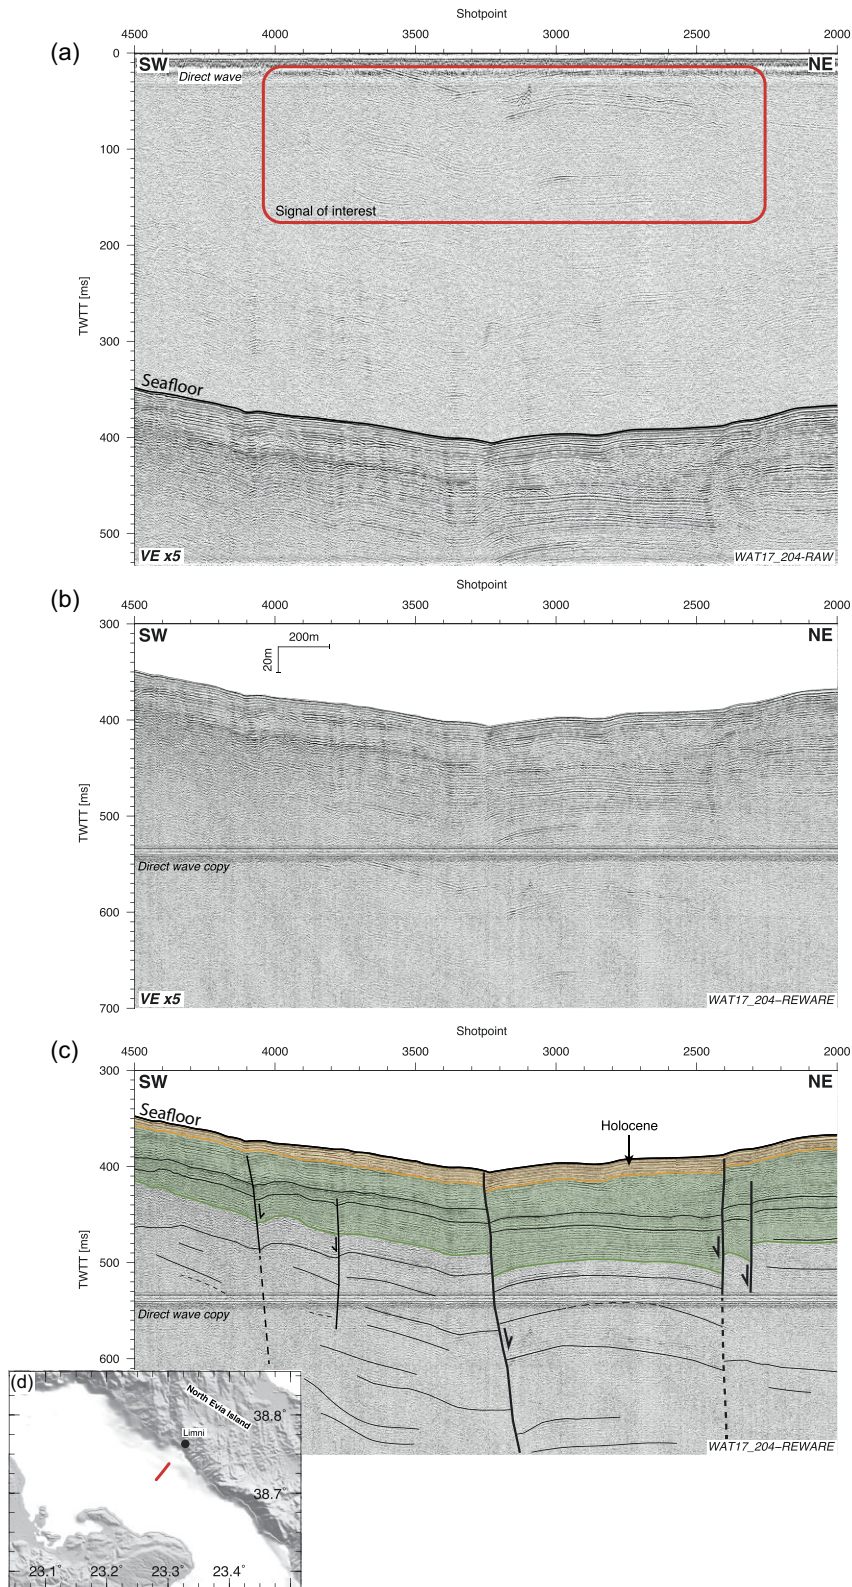 Shotpoint
(a)
4500 4000 3500 3000 2500 2000
0
SW NE
Direct wave
100
Signal of interest
200
TWTT [ms]
300
Seafloor
400
500
VE x5 WAT17_204-RAW
Shotpoint
(b)
4500 4000 3500 3000 2500 2000
300
SW NE
200m
20m
400
TWTT [ms]
500
Direct wave copy
600
700
VE x5 WAT17_204–REWARE
Shotpoint
(c)
4500 4000 3500 3000 2500 2000
300
SW NE
Seafloor
Holocene
400
TWTT [ms]
500
Direct wave copy
600
WAT17_204–REWARE
(d)
North Evia Island
38.8°
Limni
38.7°
23.1° 23.2° 23.3° 23.4°